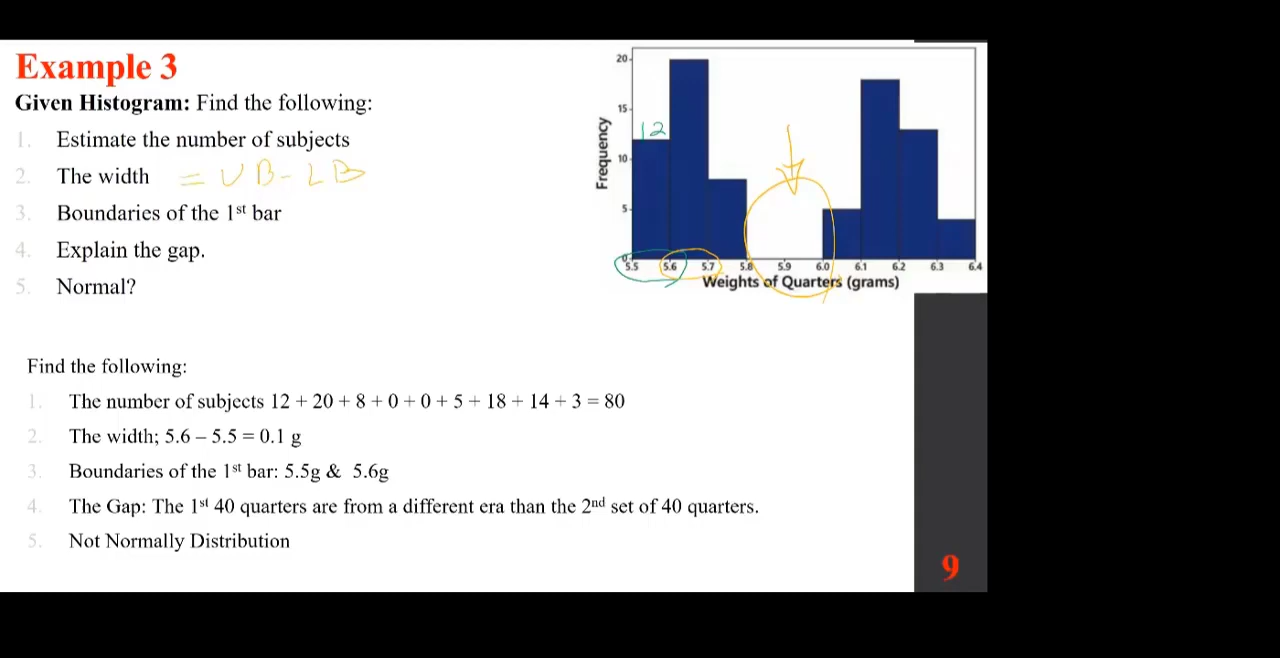 Example 3
Given Histogram: Find the following:
1. Estimate the number of subjects
2. The width = UB - LB
3. Boundaries of the 1st bar
4. Explain the gap.
5. Normal?
Frequency
20
15
10
5
0
12
5.5 5.6 5.7 5.8 5.9 6.0 6.1 6.2 6.3 6.4
Weights of Quarters (grams)
Find the following:
1. The number of subjects 12 + 20 + 8 + 0 + 0 + 5 + 18 + 14 + 3 = 80
2. The width; 5.6 – 5.5 = 0.1 g
3. Boundaries of the 1st bar: 5.5g & 5.6g
4. The Gap: The 1st 40 quarters are from a different era than the 2nd set of 40 quarters.
5. Not Normally Distribution
9